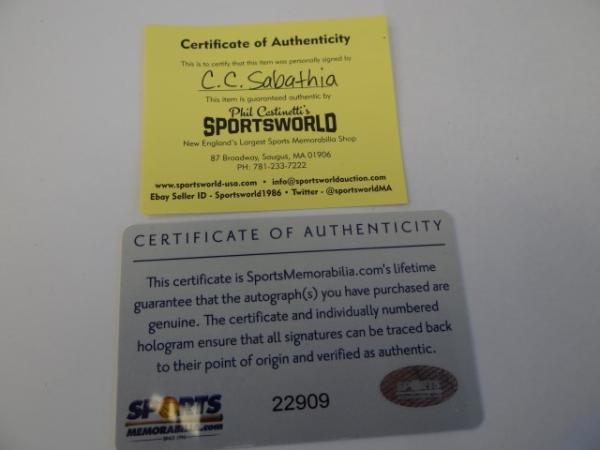 Certificate of Authenticity
This is to certify that this item was personally signed by
C.C. Sabathia
This item is guaranteed authentic by
Phil Castinetti's
SPORTSWORLD
New England's Largest Sports Memorabilia Shop
87 Broadway, Saugus, MA 01906
PH: 781-233-7222
www.sportsworld-usa.com • info@sportsworldauction.com
Ebay Seller ID - Sportsworld1986 • Twitter - @sportsworldMA
CERTIFICATE OF AUTHENTICITY
This certificate is SportsMemorabilia.com's lifetime
guarantee that the autograph(s) you have purchased are
genuine. The certificate and individually numbered
hologram ensure that all signatures can be traced back
to their point of origin and verified as authentic.
SPORTS
MEMORABILIA.com
22909
SPORTS